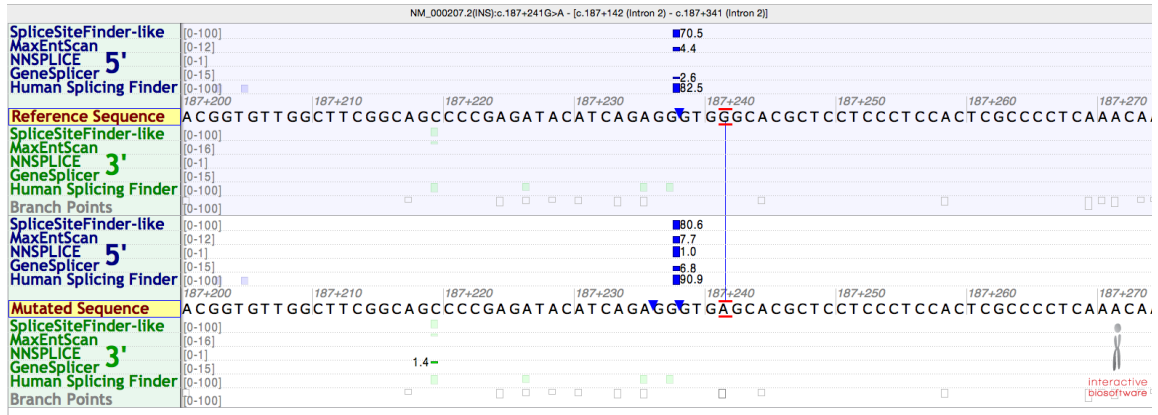 NM_000207.2(INS):c.187+241G>A - [c.187+142 (Intron 2) - c.187+341 (Intron 2)]
SpliceSiteFinder-like [0-100] 70.5
MaxEntScan [0-12] 4.4
NNSPLICE 5' [0-1]
GeneSplicer [0-15] 2.6
Human Splicing Finder [0-100] 82.5
187+200 187+210 187+220 187+230 187+240 187+250 187+260 187+270
Reference Sequence ACGGTGTTGGCTTCGGCAGCCCCGAGATACATCAGAGGGTGGGCACGCTCCTCCCTCCACTCGCCCCTCAAACAA
SpliceSiteFinder-like [0-100]
MaxEntScan [0-16]
NNSPLICE 3' [0-1]
GeneSplicer [0-15]
Human Splicing Finder [0-100]
Branch Points [0-100]
SpliceSiteFinder-like [0-100] 80.6
MaxEntScan [0-12] 7.7
NNSPLICE 5' [0-1] 1.0
GeneSplicer [0-15] 6.8
Human Splicing Finder [0-100] 90.9
187+200 187+210 187+220 187+230 187+240 187+250 187+260 187+270
Mutated Sequence ACGGTGTTGGCTTCGGCAGCCCCGAGATACATCAGAGGGTGAGCACGCTCCTCCCTCCACTCGCCCCTCAAACAA
SpliceSiteFinder-like [0-100]
MaxEntScan [0-16]
NNSPLICE 3' [0-1]
GeneSplicer [0-15] 1.4
Human Splicing Finder [0-100]
Branch Points [0-100]
interactive
biosoftware